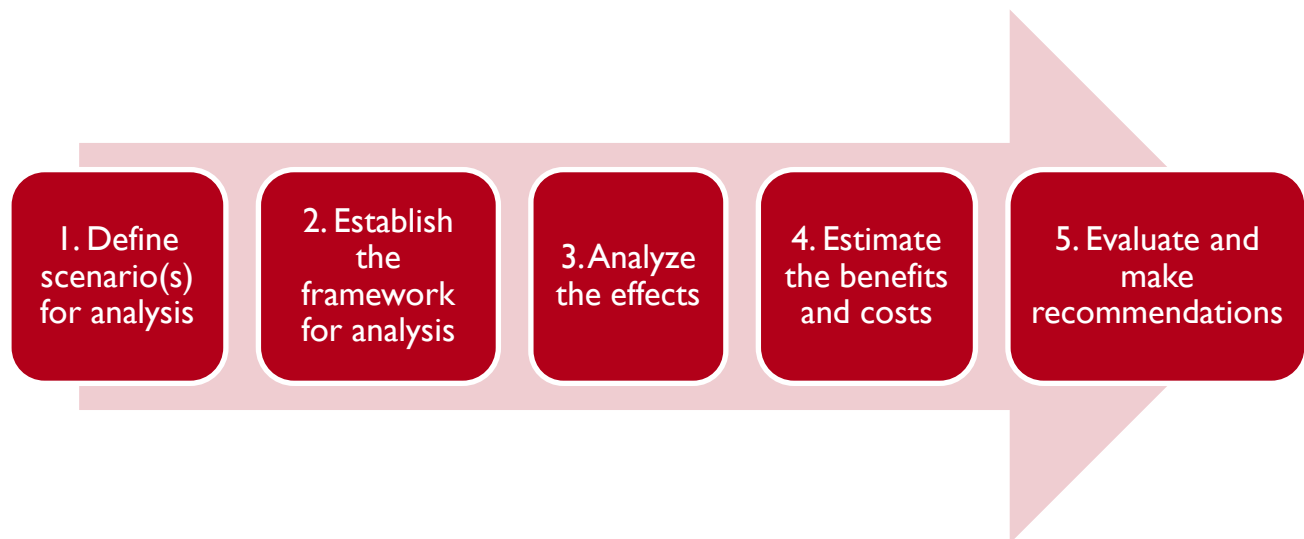 1. Define
scenario(s)
for analysis
2. Establish
the
framework
for analysis
3. Analyze
the effects
4. Estimate
the benefits
and costs
5. Evaluate and
make
recommendations